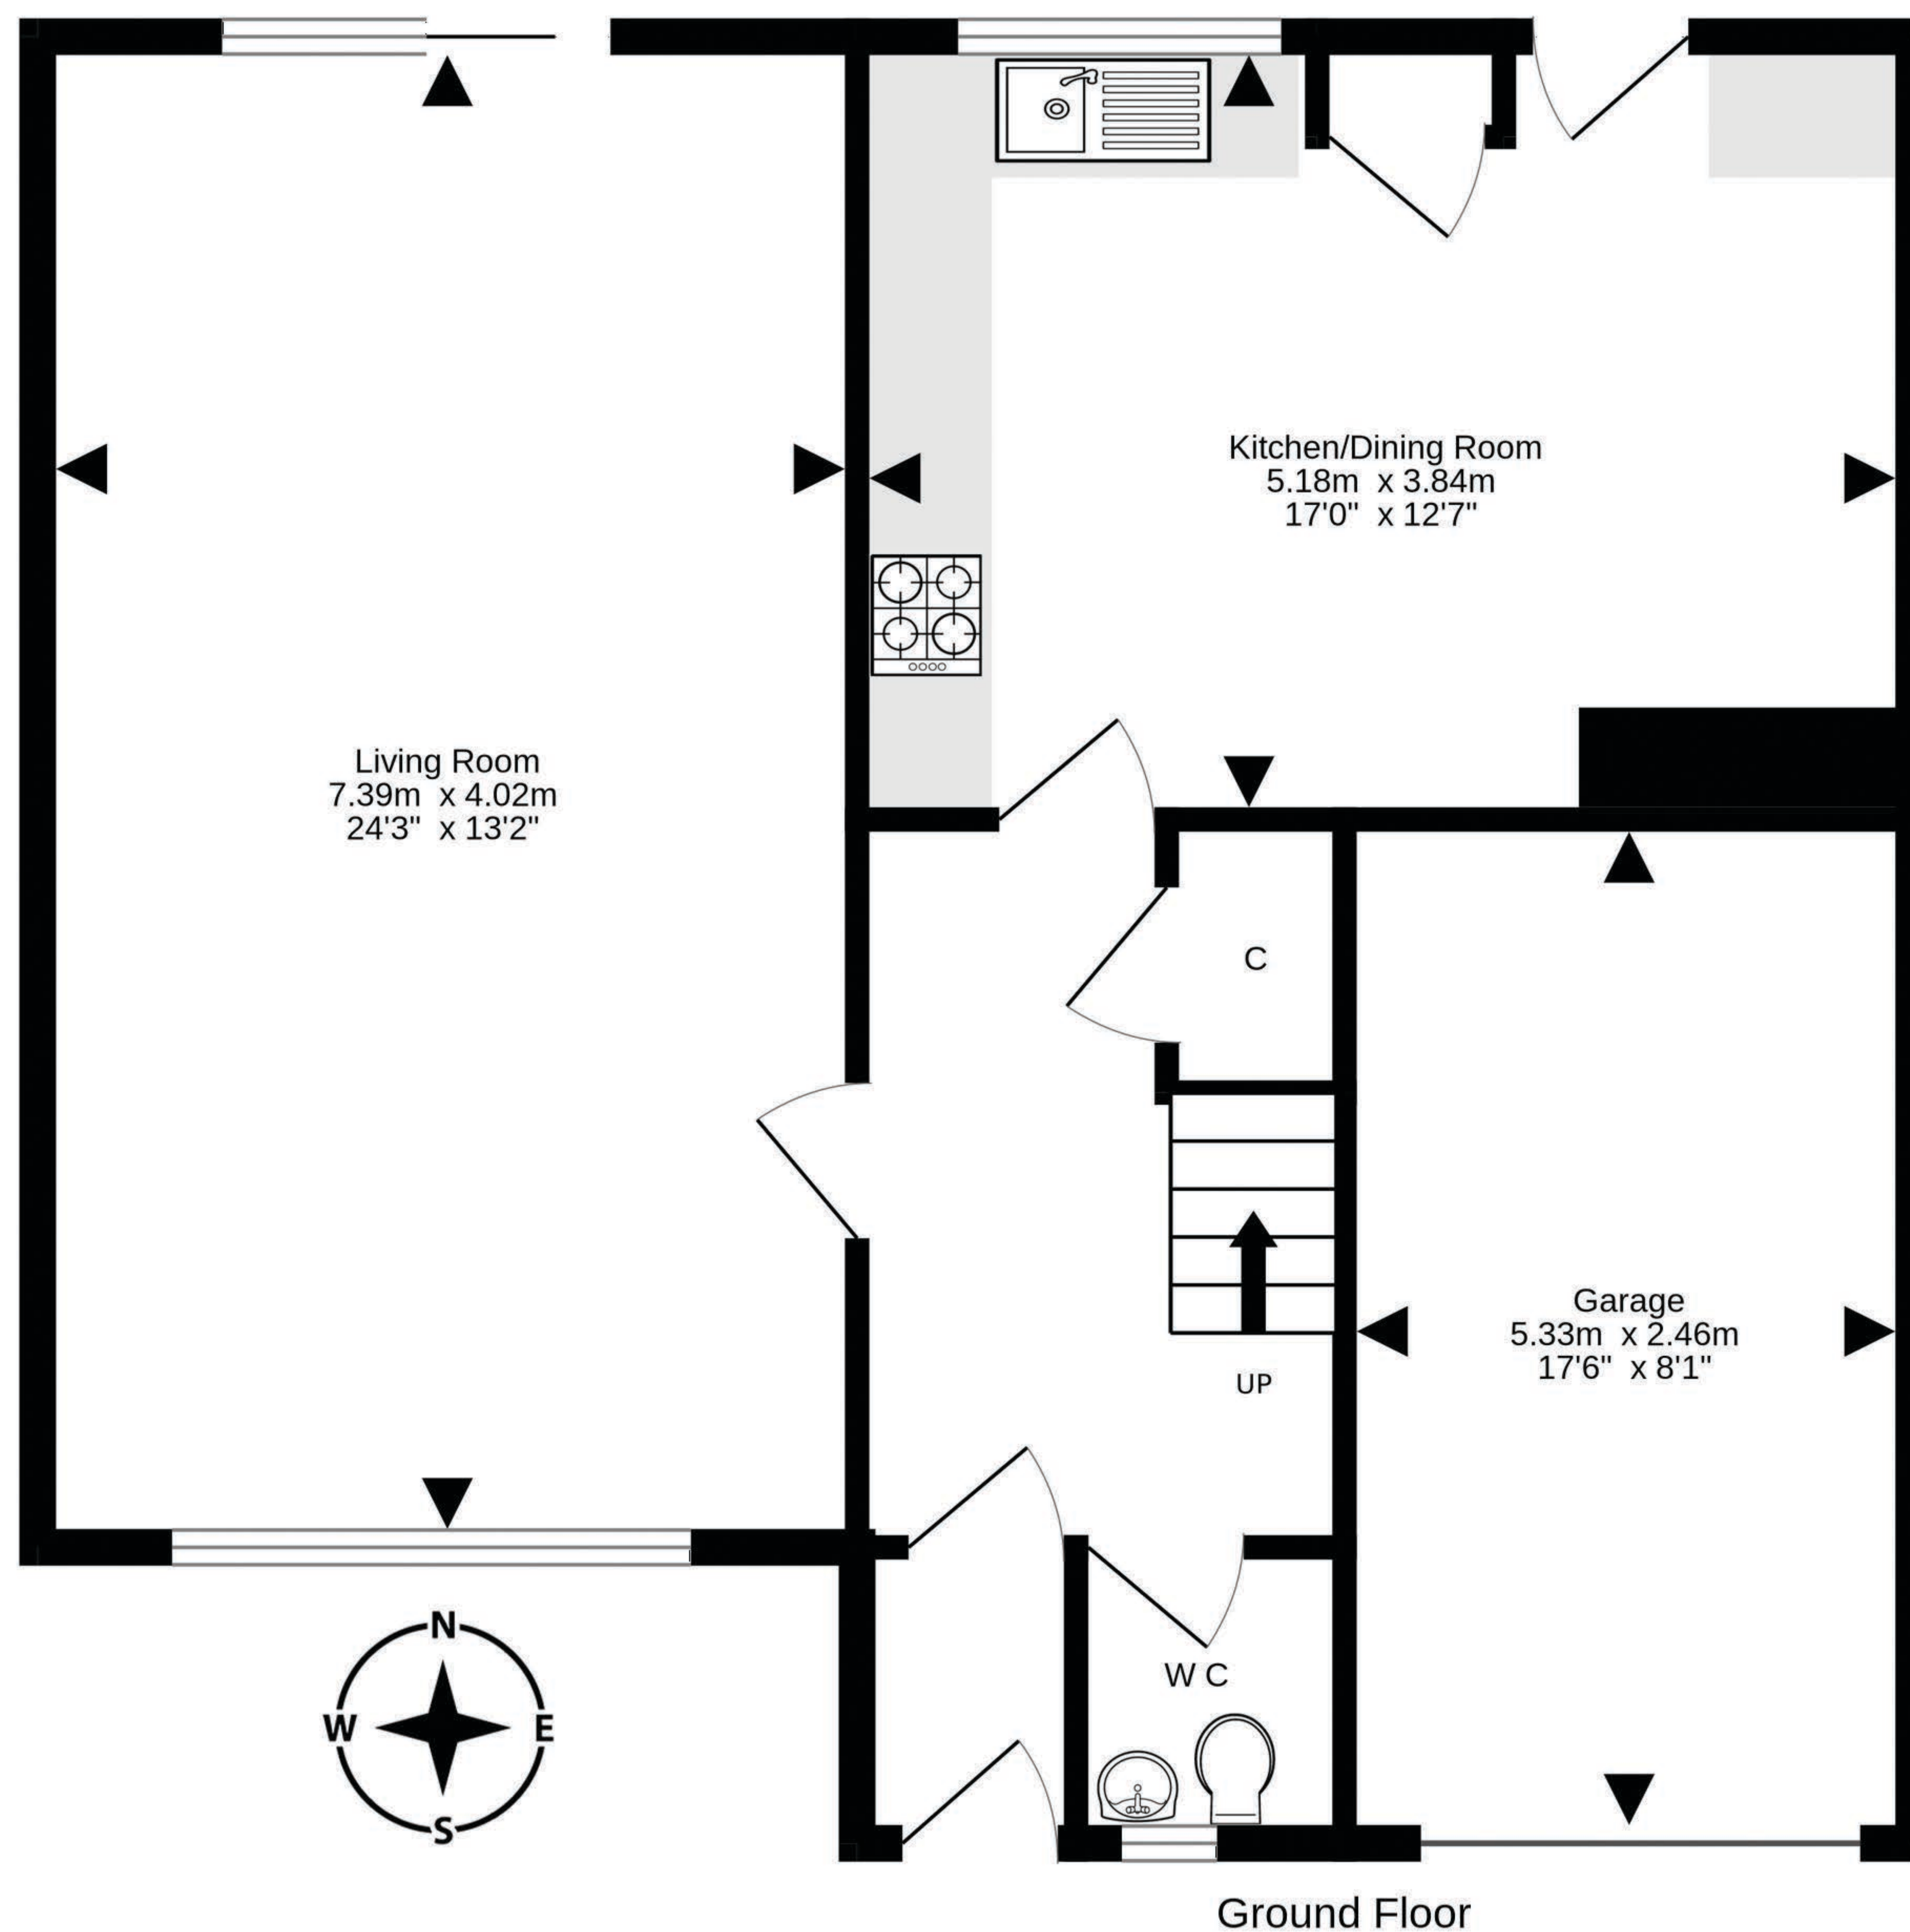 Kitchen/Dining Room
5.18m x 3.84m
17'0" x 12'7"
Living Room
7.39m x 4.02m
24'3" x 13'2"
C
Garage
5.33m x 2.46m
17'6" x 8'1"
UP
N
W E
S
W C
Ground Floor